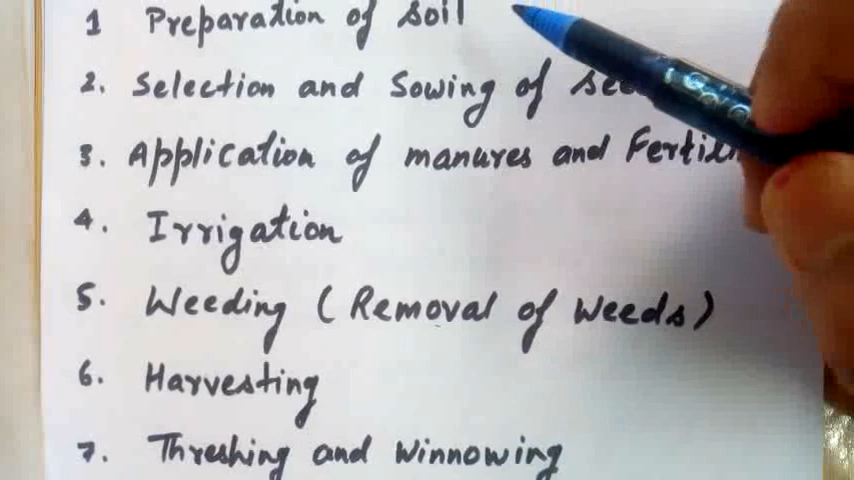 1 Preparation of Soil
2. Selection and Sowing of
3. Application of manures and
4. Irrigation
5. Weeding (Removal of Weeds)
6. Harvesting
7. Threshing and Winnowing